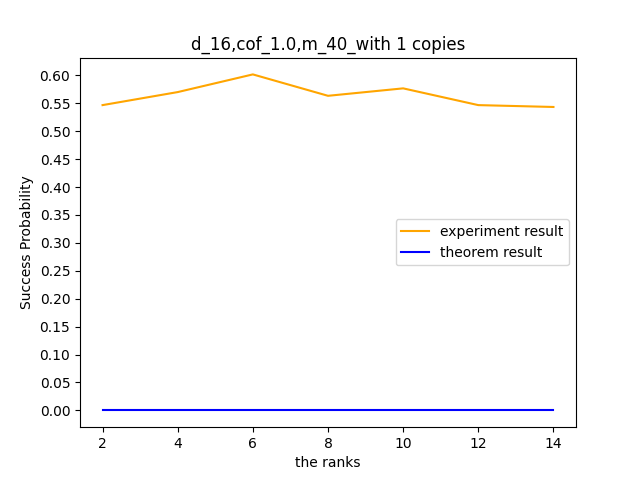 d_16,cof_1.0,m_40_with 1 copies
Success Probability
0.60
0.55
0.50
0.45
0.40
0.35
0.30
0.25
0.20
0.15
0.10
0.05
0.00
experiment result
theorem result
2 4 6 8 10 12 14
the ranks